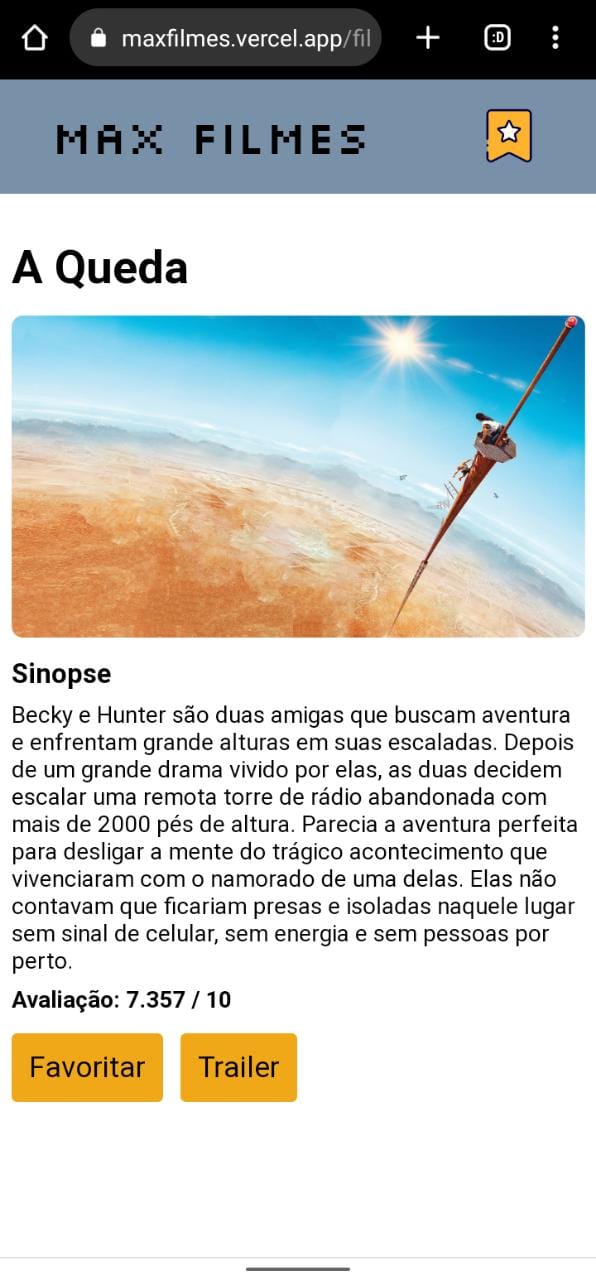 maxfilmes.vercel.app/fil
:D
MAX FILMES
A Queda
Sinopse
Becky e Hunter são duas amigas que buscam aventura
e enfrentam grande alturas em suas escaladas. Depois
de um grande drama vivido por elas, as duas decidem
escalar uma remota torre de rádio abandonada com
mais de 2000 pés de altura. Parecia a aventura perfeita
para desligar a mente do trágico acontecimento que
vivenciaram com o namorado de uma delas. Elas não
contavam que ficariam presas e isoladas naquele lugar
sem sinal de celular, sem energia e sem pessoas por
perto.
Avaliação: 7.357 / 10
Favoritar Trailer